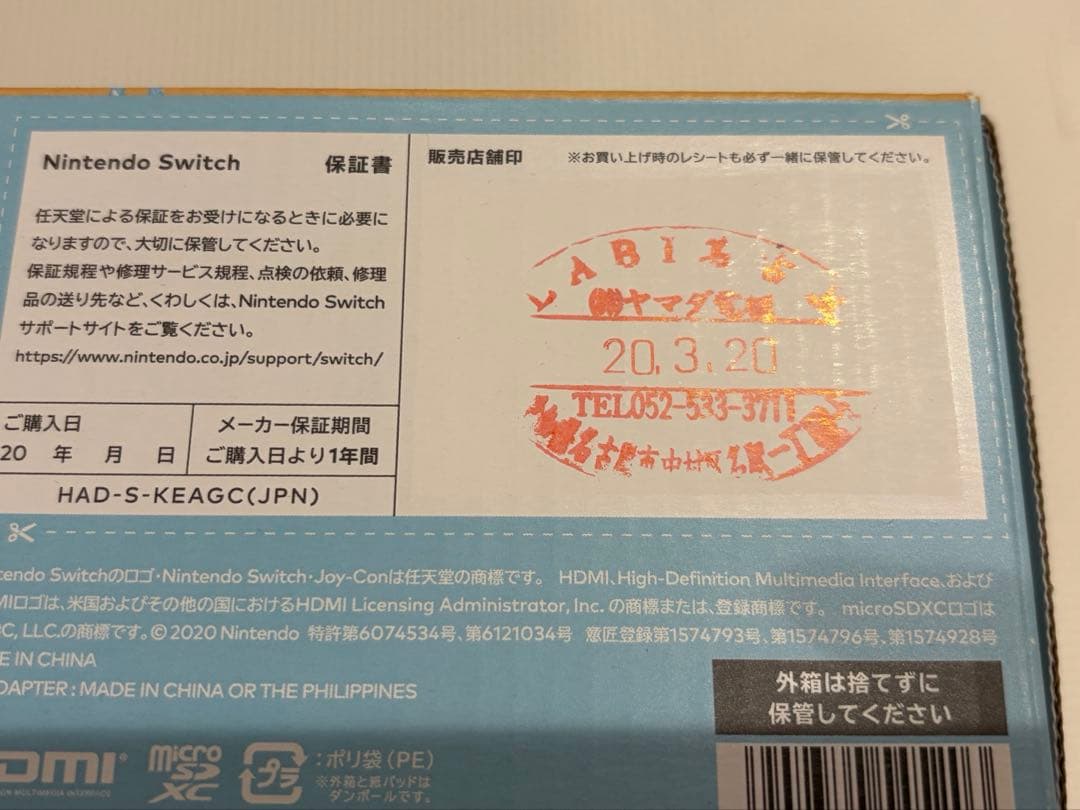 Nintendo Switch 保証書
任天堂による保証をお受けになるときに必要に
なりますので、大切に保管してください。
保証規程や修理サービス規程、点検の依頼、修理
品の送り先など、くわしくは、Nintendo Switch
サポートサイトをご覧ください。
https://www.nintendo.co.jp/support/switch/
ご購入日
20 年 月 日
メーカー保証期間
ご購入日より1年間
HAD-S-KEAGC(JPN)
販売店舗印 ※お買い上げ時のレシートも必ず一緒に保管してください。
LABI
㈱ヤマダ
20.3.20
TEL052-533-3711
名古屋市中村区名駅一丁目
ntendo Switchのロゴ・Nintendo Switch・Joy-Conは任天堂の商標です。 HDMI、High-Definition Multimedia Interface、および
MIロゴは、米国およびその他の国におけるHDMI Licensing Administrator, Inc. の商標または、登録商標です。 microSDXCロゴは
C, LLC.の商標です。 © 2020 Nintendo 特許第6074534号、第6121034号 意匠登録第1574793号、第1574796号、第1574928号
E IN CHINA
DAPTER : MADE IN CHINA OR THE PHILIPPINES
外箱は捨てずに
保管してください
DMI
micro SD XC
プラ
:ポリ袋(PE)
※外箱と紙パッドは
ダンボールです。